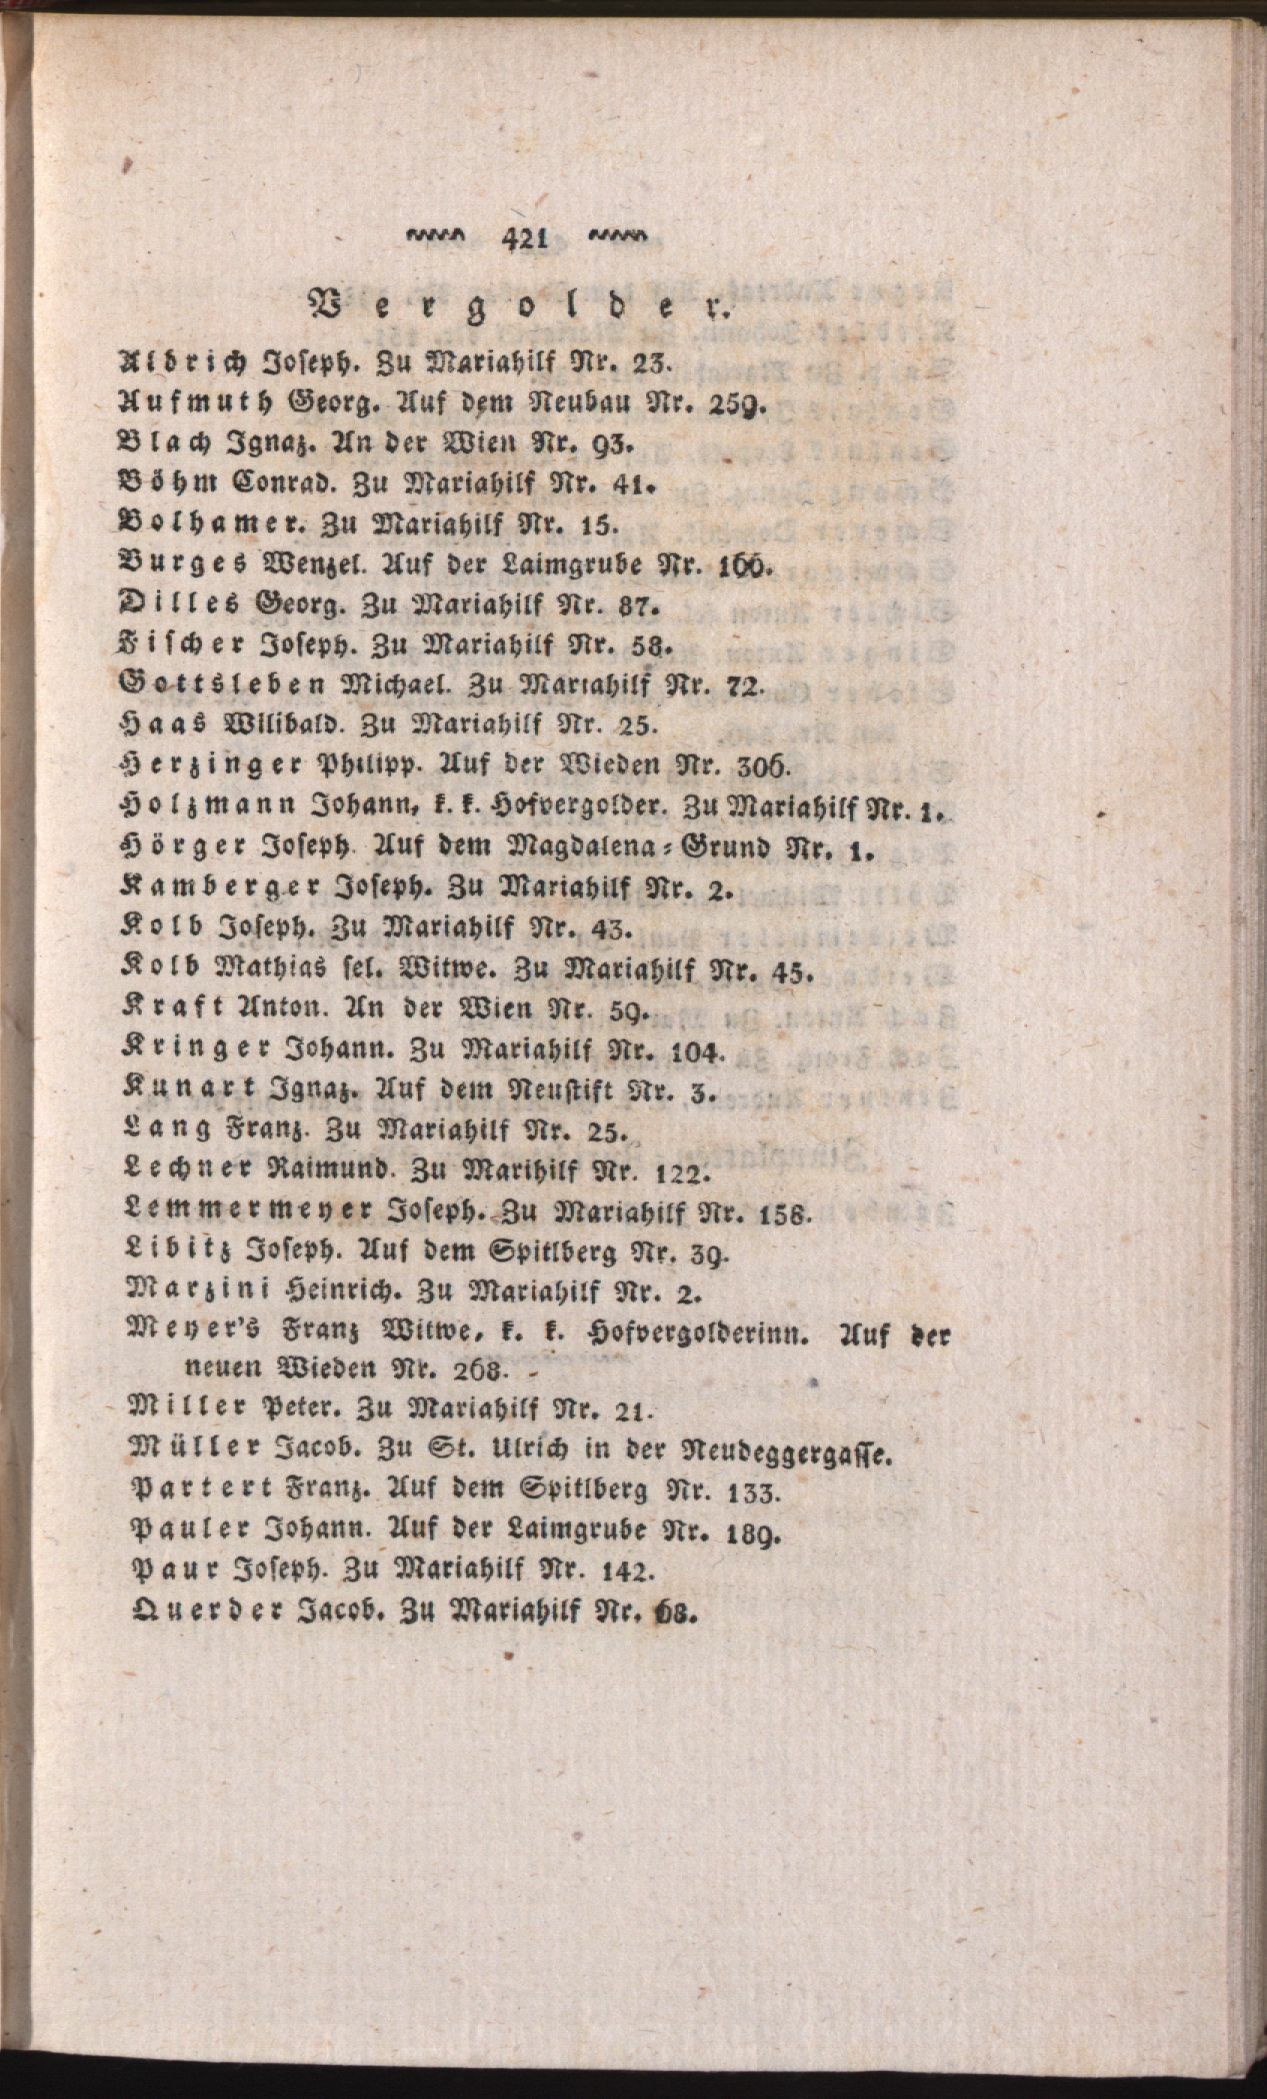 421
Vergolder.
Aldrich Joseph. Zu Mariahilf Nr. 23.
Aufmuth Georg. Auf dem Neubau Nr. 259.
Blach Ignaz. An der Wien Nr. 93.
Böhm Conrad. Zu Mariahilf Nr. 41.
Bolhamer. Zu Mariahilf Nr. 15.
Burges Wenzel. Auf der Laimgrube Nr. 166.
Dilles Georg. Zu Mariahilf Nr. 87.
Fischer Joseph. Zu Mariahilf Nr. 58.
Gottsleben Michael. Zu Mariahilf Nr. 72.
Haas Wilibald. Zu Mariahilf Nr. 25.
Herzinger Philipp. Auf der Wieden Nr. 306.
Holzmann Johann, k. k. Hofvergolder. Zu Mariahilf Nr. 1.
Hörger Joseph. Auf dem Magdalena-Grund Nr. 1.
Kamberger Joseph. Zu Mariahilf Nr. 2.
Kolb Joseph. Zu Mariahilf Nr. 43.
Kolb Mathias sel. Witwe. Zu Mariahilf Nr. 45.
Kraft Anton. An der Wien Nr. 59.
Kringer Johann. Zu Mariahilf Nr. 104.
Kunart Ignaz. Auf dem Neustift Nr. 3.
Lang Franz. Zu Mariahilf Nr. 25.
Lechner Raimund. Zu Marihilf Nr. 122.
Lemmermeyer Joseph. Zu Mariahilf Nr. 158.
Libitz Joseph. Auf dem Spitlberg Nr. 39.
Marzini Heinrich. Zu Mariahilf Nr. 2.
Meyer's Franz Witwe, k. k. Hofvergolderinn. Auf der
neuen Wieden Nr. 268.
Miller Peter. Zu Mariahilf Nr. 21.
Müller Jacob. Zu St. Ulrich in der Neudeggergasse.
Partert Franz. Auf dem Spitlberg Nr. 133.
Pauler Johann. Auf der Laimgrube Nr. 189.
Paur Joseph. Zu Mariahilf Nr. 142.
Querder Jacob. Zu Mariahilf Nr. 68.